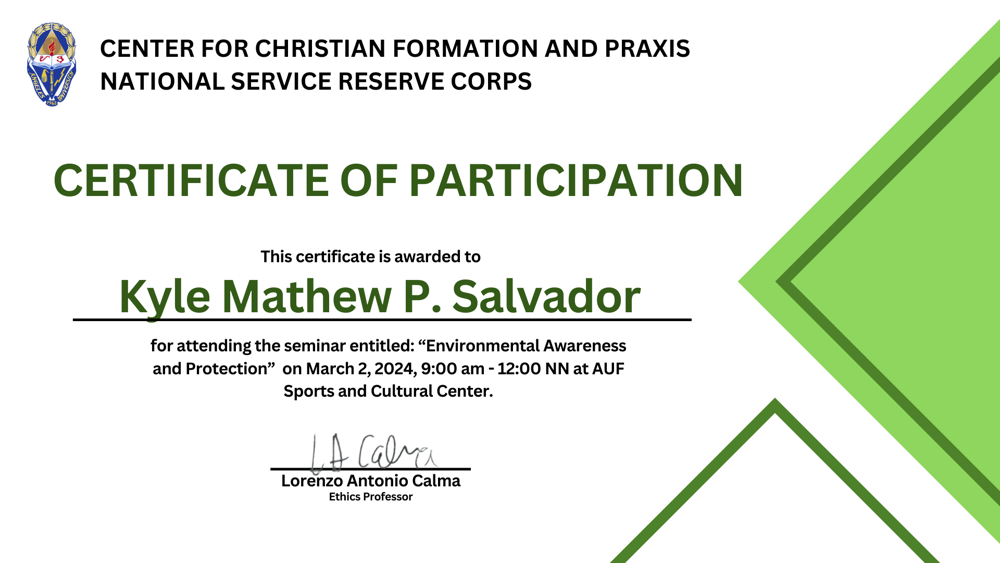 CENTER FOR CHRISTIAN FORMATION AND PRAXIS
NATIONAL SERVICE RESERVE CORPS
CERTIFICATE OF PARTICIPATION
This certificate is awarded to
Kyle Mathew P. Salvador
for attending the seminar entitled: “Environmental Awareness
and Protection”  on March 2, 2024, 9:00 am - 12:00 NN at AUF
Sports and Cultural Center.
LA Calma
Lorenzo Antonio Calma
Ethics Professor